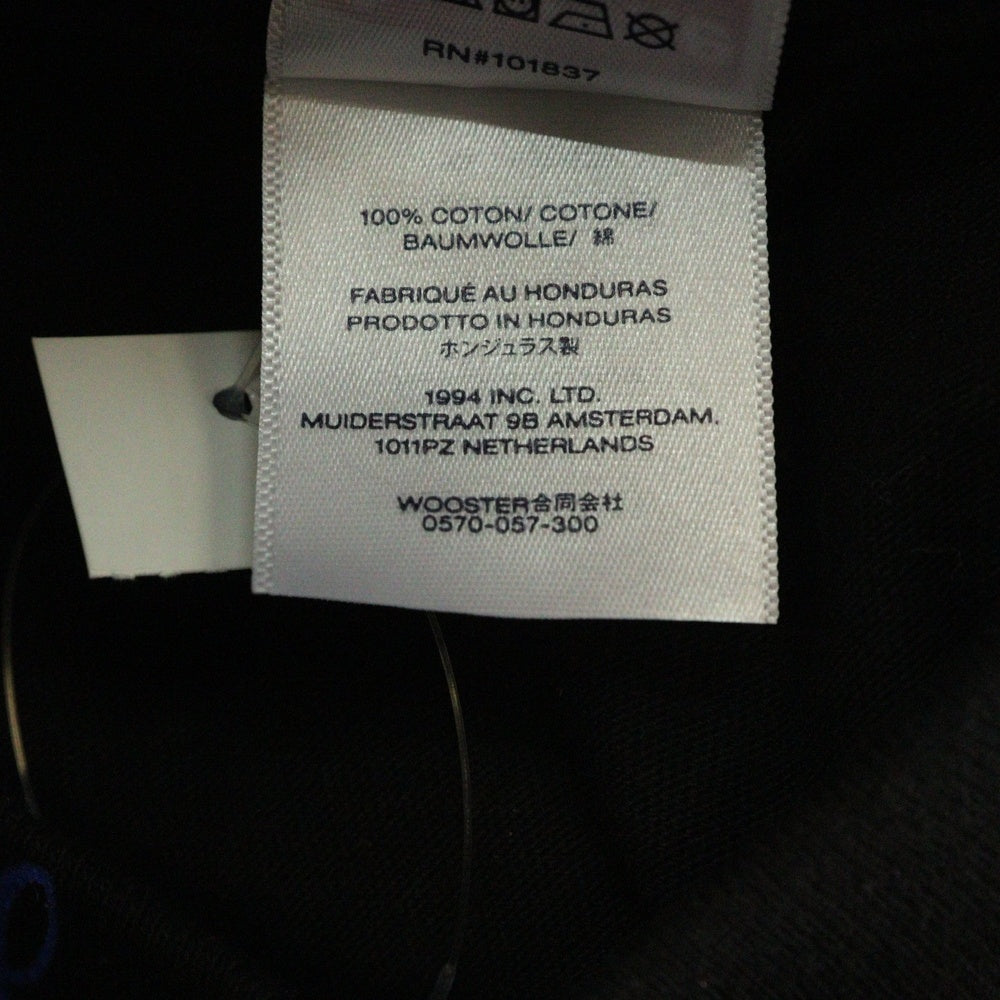 RN#101837
100% COTON/ COTONE/
BAUMWOLLE/ 綿
FABRIQUÉ AU HONDURAS
PRODOTTO IN HONDURAS
ホンジュラス製
1994 INC. LTD.
MUIDERSTRAAT 9B AMSTERDAM.
1011PZ NETHERLANDS
WOOSTER合同会社
0570-057-300